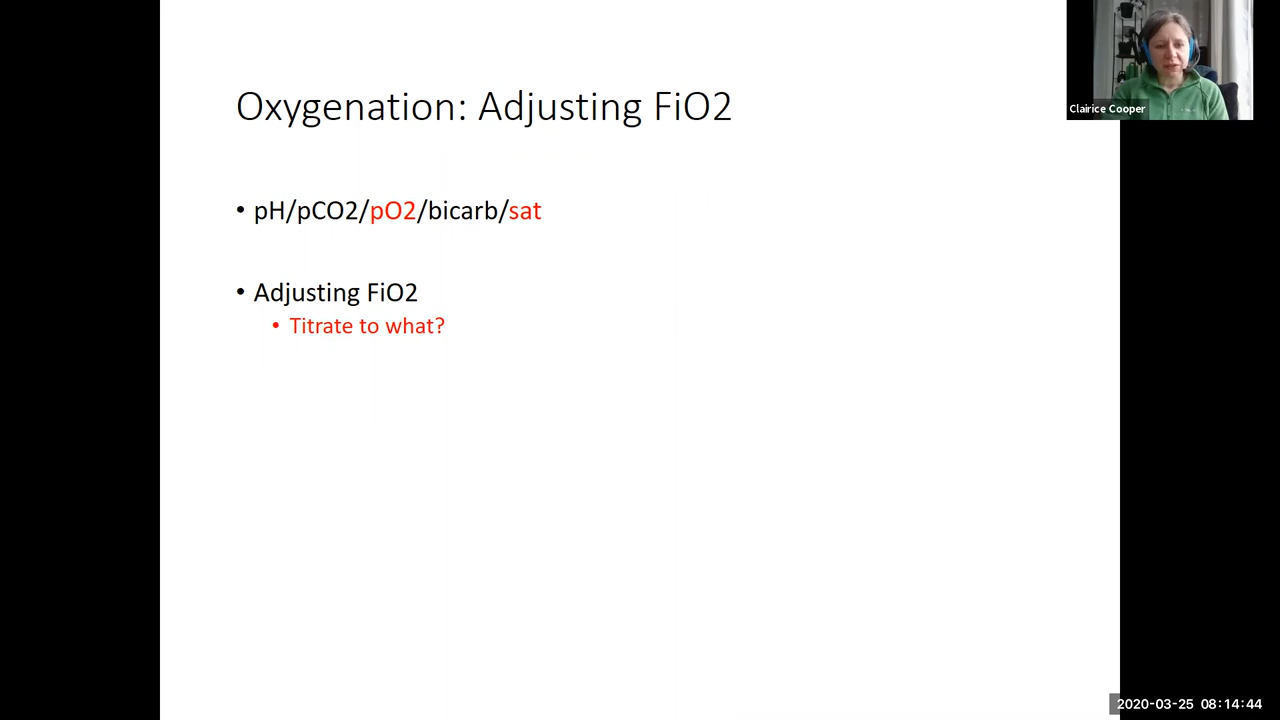 Clairice Cooper
Oxygenation: Adjusting FiO2
• pH/pCO2/pO2/bicarb/sat
• Adjusting FiO2
• Titrate to what?
2020-03-25 08:14:44